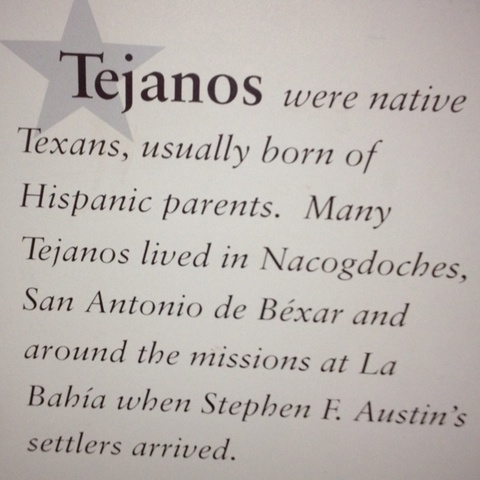 Tejanos were native
Texans, usually born of
Hispanic parents. Many
Tejanos lived in Nacogdoches,
San Antonio de Béxar and
around the missions at La
Bahía when Stephen F. Austin's
settlers arrived.